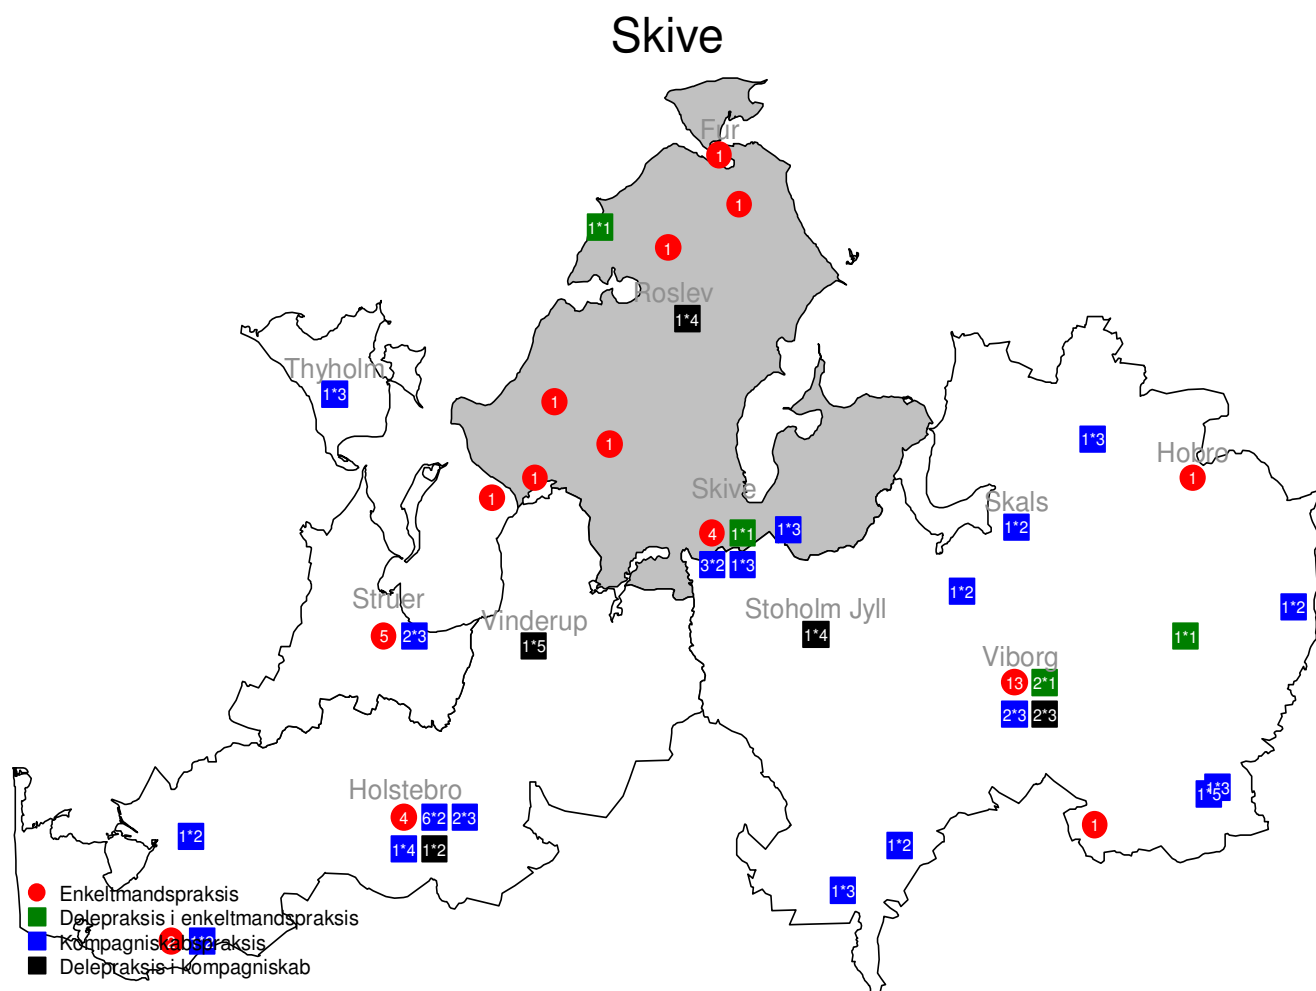 Skive
Fur
1
1
1*1
1
Roslev
1*4
Thyholm
1*3
1
1*3
1
Hobro
1
1
Skive
1
Skals
1*2
4
1*1
1*3
3*2
1*3
1*2
1*2
Struer
Stoholm Jyll
Vinderup
5
2*3
1*4
1*1
1*5
Viborg
13
2*1
2*3
2*3
Holstebro
1*3
1*5
4
6*2
2*3
1
1*2
1*4
1*2
1*2
1*3
Enkeltmandspraksis
Delepraksis i enkeltmandspraksis
Kompagniskabspraksis
Delepraksis i kompagniskab